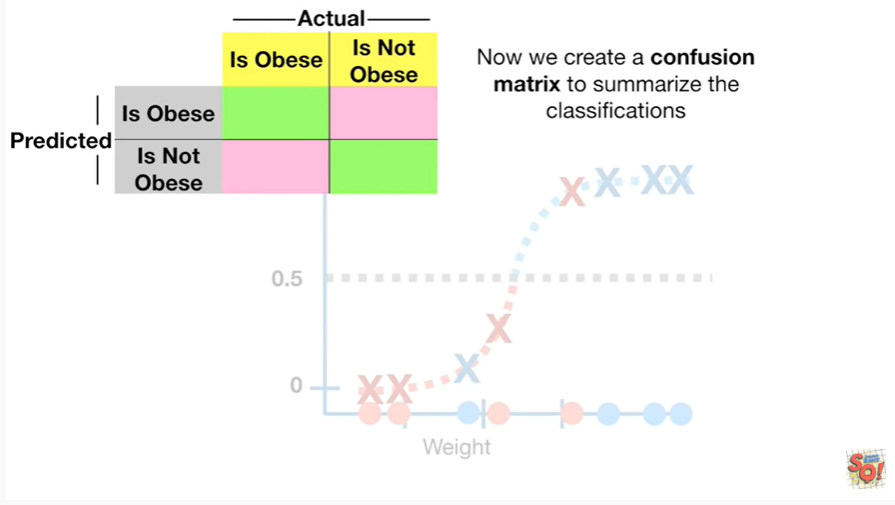 Actual
Is Obese
Is Not
Obese
Predicted
Is Obese
Is Not
Obese
Now we create a confusion
matrix to summarize the
classifications
0.5
0
X X X X X X X X
Weight
SQ!